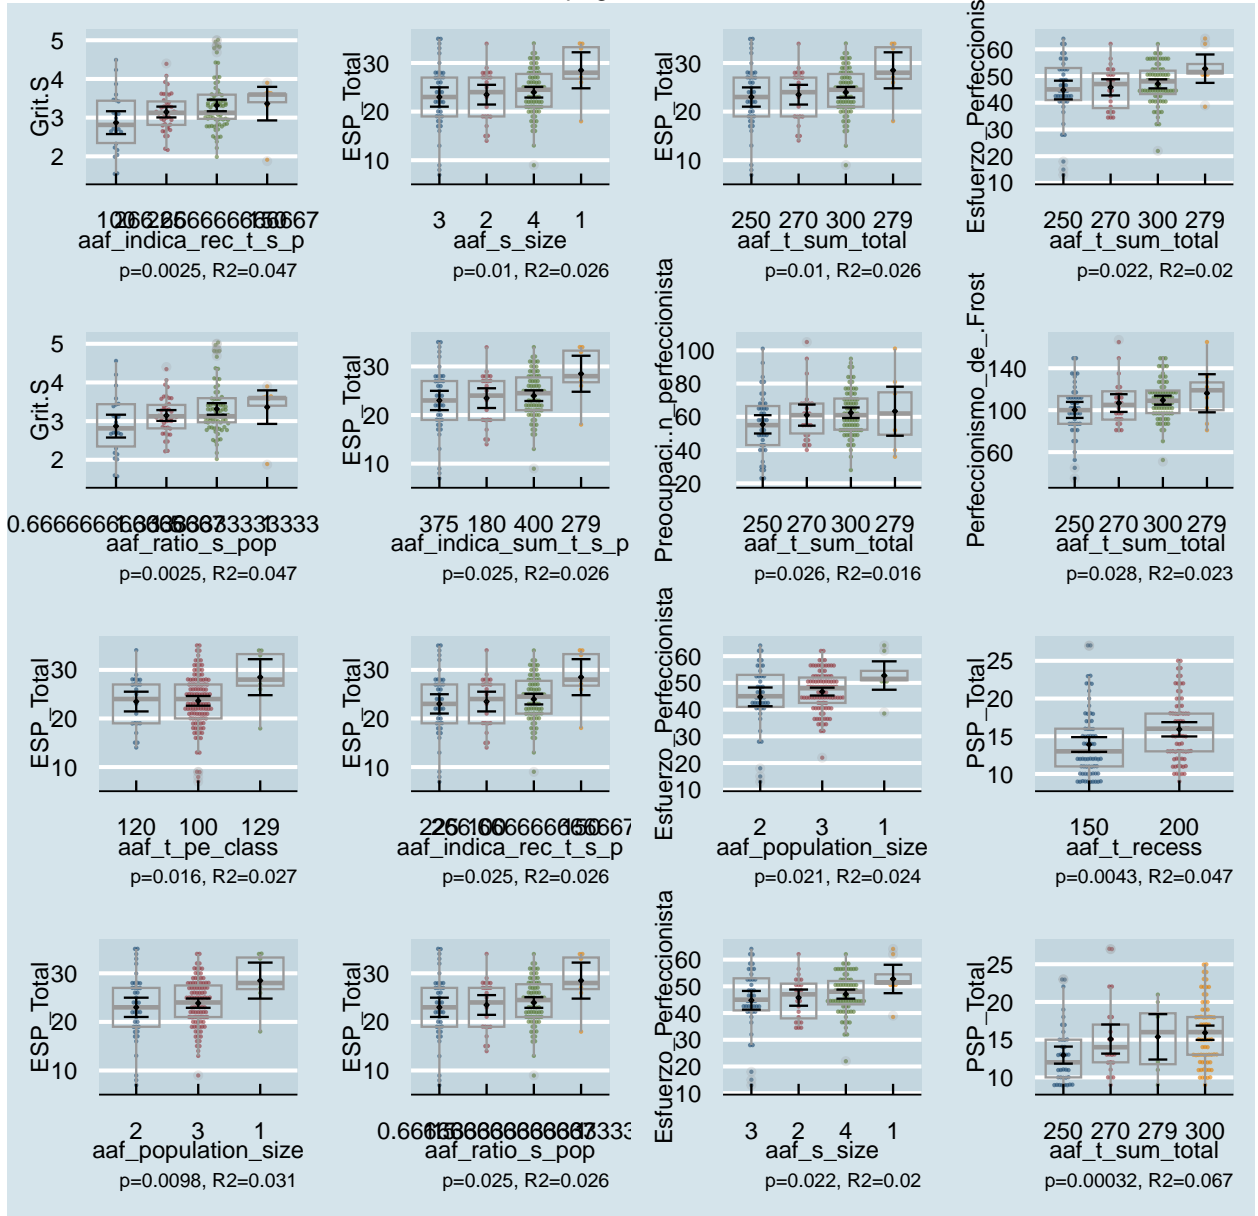 Grit.S
5
4
3
2
aaf_indica_rec_t_s_p
p=0.0025, R2=0.047
ESP_Total
30
20
10
3 2 4 1
aaf_s_size
p=0.01, R2=0.026
ESP_Total
30
20
10
250 270 300 279
aaf_t_sum_total
p=0.01, R2=0.026
60
50
40
30
20
10
250 270 300 279
aaf_t_sum_total
p=0.022, R2=0.02
Grit.S
5
4
3
2
aaf_ratio_s_pop
p=0.0025, R2=0.047
ESP_Total
30
20
10
375 180 400 279
aaf_indica_sum_t_s_p
p=0.025, R2=0.026
Preocupaci..n_perfeccionista
100
80
60
40
20
250 270 300 279
aaf_t_sum_total
p=0.026, R2=0.016
Perfeccionismo_de_.Frost
140
100
60
250 270 300 279
aaf_t_sum_total
p=0.028, R2=0.023
ESP_Total
30
20
10
120 100 129
aaf_t_pe_class
p=0.016, R2=0.027
ESP_Total
30
20
10
aaf_indica_rec_t_s_p
p=0.025, R2=0.026
Esfuerzo_Perfeccionista
60
50
40
30
20
10
2 3 1
aaf_population_size
p=0.021, R2=0.024
PSP_Total
25
20
15
10
150 200
aaf_t_recess
p=0.0043, R2=0.047
ESP_Total
30
20
10
2 3 1
aaf_population_size
p=0.0098, R2=0.031
ESP_Total
30
20
10
aaf_ratio_s_pop
p=0.025, R2=0.026
Esfuerzo_Perfeccionista
60
50
40
30
20
10
3 2 4 1
aaf_s_size
p=0.022, R2=0.02
PSP_Total
25
20
15
10
250 270 279 300
aaf_t_sum_total
p=0.00032, R2=0.067